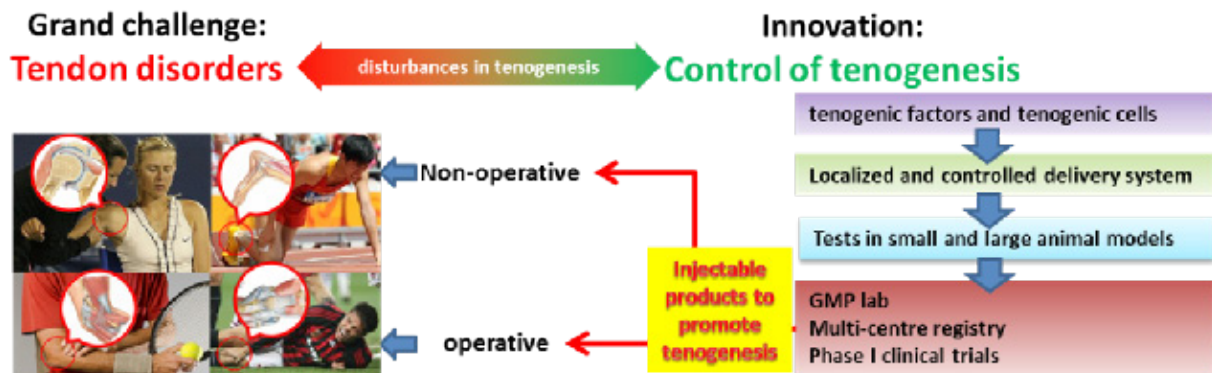 Grand challenge:
Tendon disorders
disturbances in tenogenesis
Innovation:
Control of tenogenesis
tenogenic factors and tenogenic cells
Localized and controlled delivery system
Tests in small and large animal models
GMP lab
Multi-centre registry
Phase I clinical trials
Injectable
products to
promote
tenogenesis
Non-operative
operative